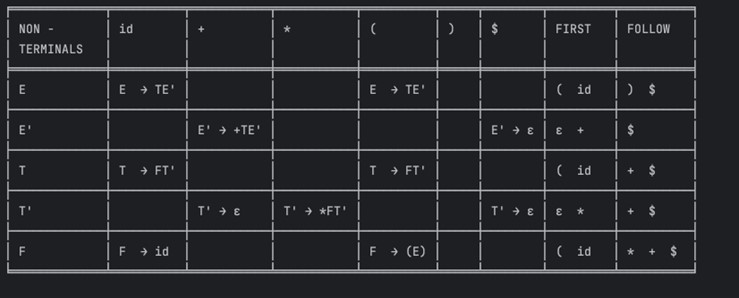 NON - id + * ( ) $ FIRST FOLLOW
TERMINALS
E E → TE' E → TE' ( id ) $
E' E' → +TE' E' → ε ε + $
T T → FT' T → FT' ( id + $
T' T' → ε T' → *FT' T' → ε ε * + $
F F → id F → (E) ( id * + $